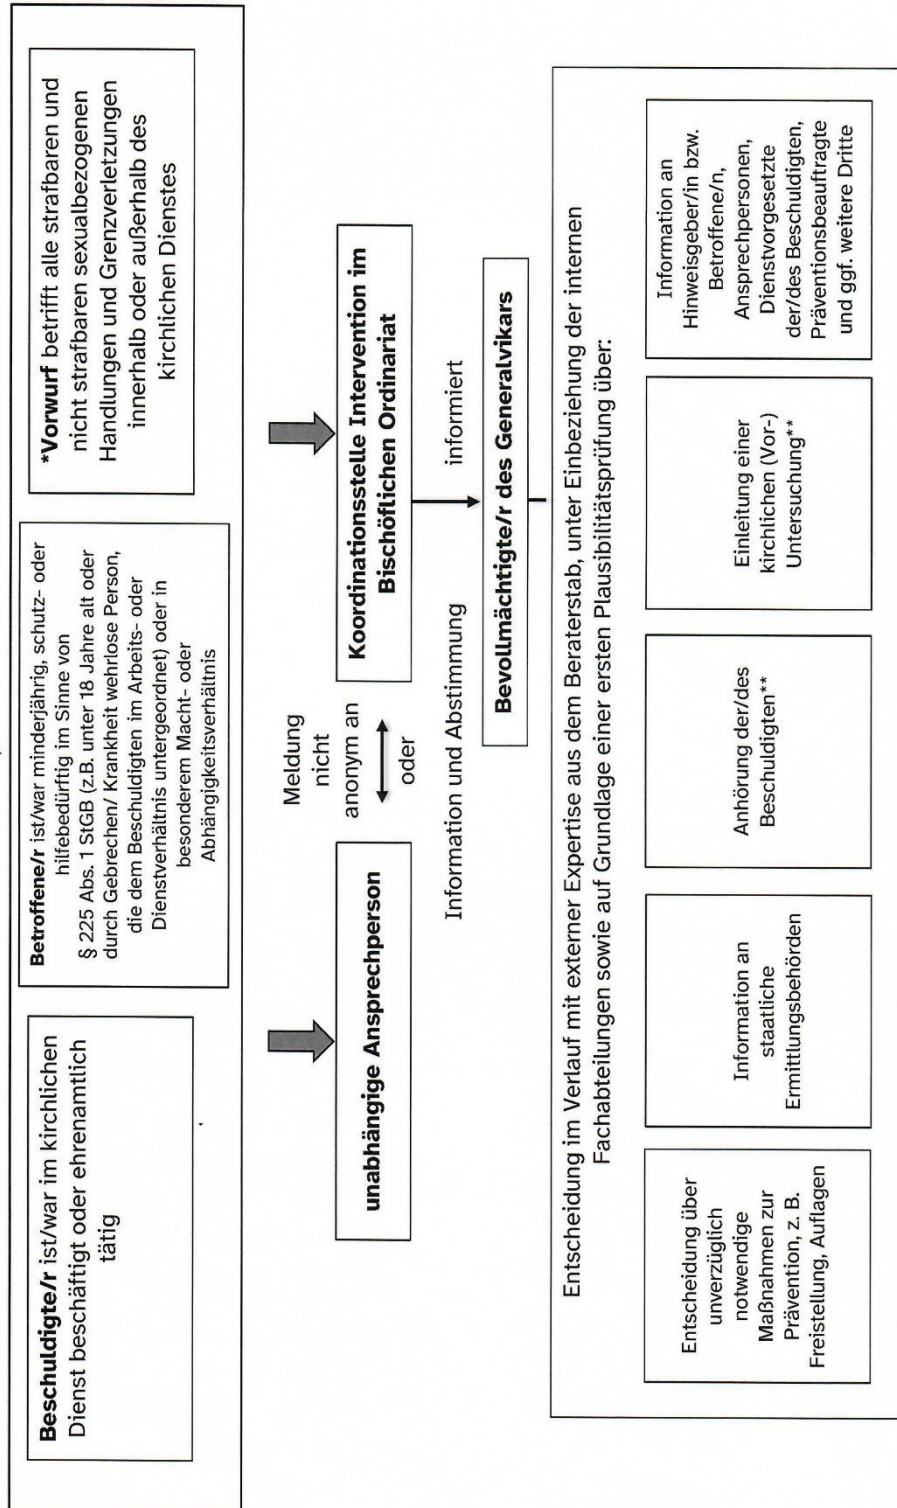 Beschuldigte/r ist/war im kirchlichen
Dienst beschäftigt oder ehrenamtlich
tätig
Betroffene/r ist/war minderjährig, schutz- oder
hilfebedürftig im Sinne von
§ 225 Abs. 1 StGB (z.B. unter 18 Jahre alt oder
durch Gebrechen/ Krankheit wehrlose Person,
die dem Beschuldigten im Arbeits- oder
Dienstverhältnis untergeordnet) oder in
besonderem Macht- oder
Abhängigkeitsverhältnis
*Vorwurf betrifft alle strafbaren und
nicht strafbaren sexualbezogenen
Handlungen und Grenzverletzungen
innerhalb oder außerhalb des
kirchlichen Dienstes
unabhängige Ansprechperson
Meldung
nicht
anonym an
oder
Koordinationsstelle Intervention im
Bischöflichen Ordinariat
Information und Abstimmung
informiert
Bevollmächtigte/r des Generalvikars
Entscheidung im Verlauf mit externer Expertise aus dem Beraterstab, unter Einbeziehung der internen
Fachabteilungen sowie auf Grundlage einer ersten Plausibilitätsprüfung über:
Entscheidung über
unverzüglich
notwendige
Maßnahmen zur
Prävention, z. B.
Freistellung, Auflagen
Information an
staatliche
Ermittlungsbehörden
Anhörung der/des
Beschuldigten**
Einleitung einer
kirchlichen (Vor-)
Untersuchung**
Information an
Hinweisgeber/in bzw.
Betroffene/n,
Ansprechpersonen,
Dienstvorgesetzte
der/des Beschuldigten,
Präventionsbeauftragte
und ggf. weitere Dritte